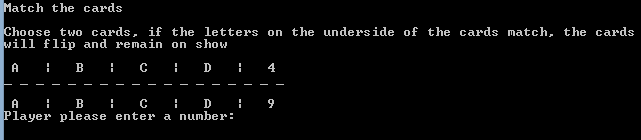 Match the cards
Choose two cards, if the letters on the underside of the cards match, the cards
will flip and remain on show
A ¦ B ¦ C ¦ D ¦ 4
_ _ _ _ _ _ _ _ _ _ _ _ _ _ _ _ _ _
A ¦ B ¦ C ¦ D ¦ 9
Player please enter a number: